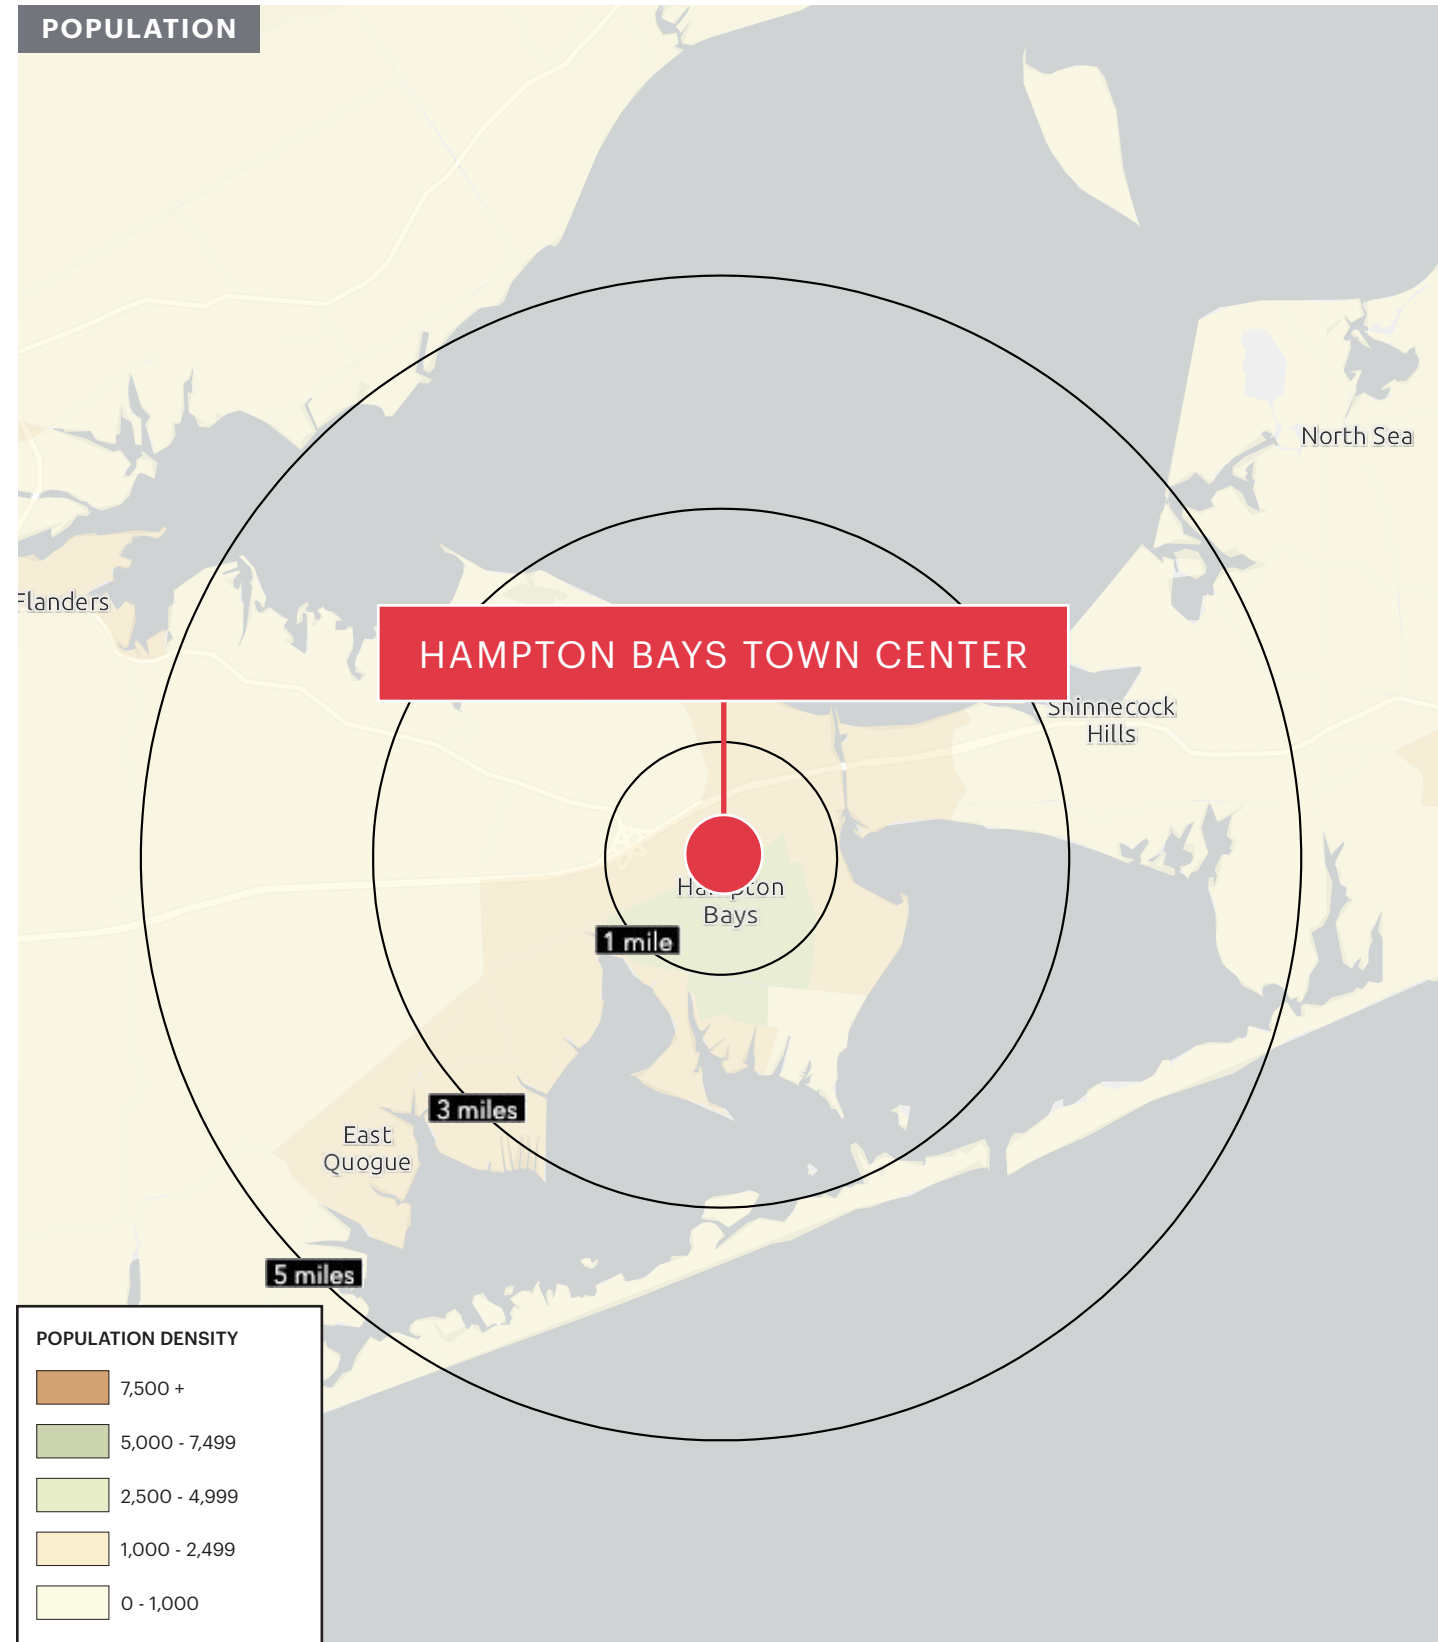 POPULATION
North Sea
Flanders
HAMPTON BAYS TOWN CENTER
Shinnecock
Hills
Hampton
Bays
1 mile
3 miles
East
Quogue
5 miles
POPULATION DENSITY
7,500 +
5,000 - 7,499
2,500 - 4,999
1,000 - 2,499
0 - 1,000